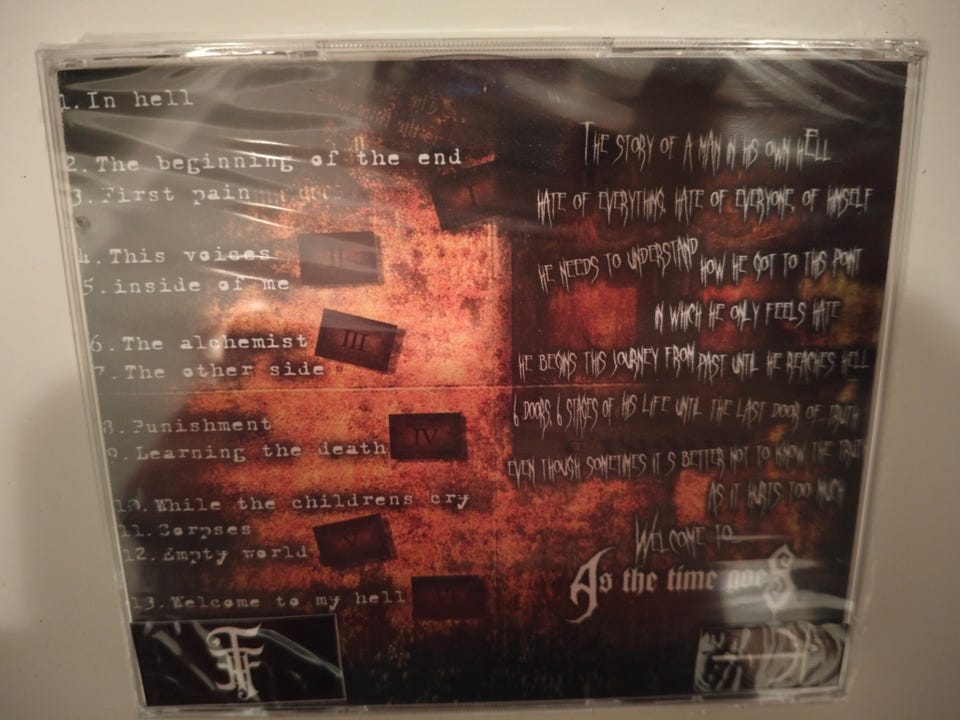 1.In hell
2.The beginning of the end
3.First pain
4.This voices
5.inside of me
6.The alchemist
7.The other side
8.Punishment
9.Learning the death
10.While the childrens cry
11.Corpses
12.Empty world
13.Welcome to my hell
I
II
III
IV
V
VI
The story of a man in his own hell
Hate of everything, hate of everyone, of himself
He needs to understand how he got to this point
in which he only feels hate
He begins this journey from past until he reaches hell
6 doors, 6 stages of his life until the last door of truth
Even though sometimes it s better not to know the truth
as it hurts too much
Welcome to...
As the time goes